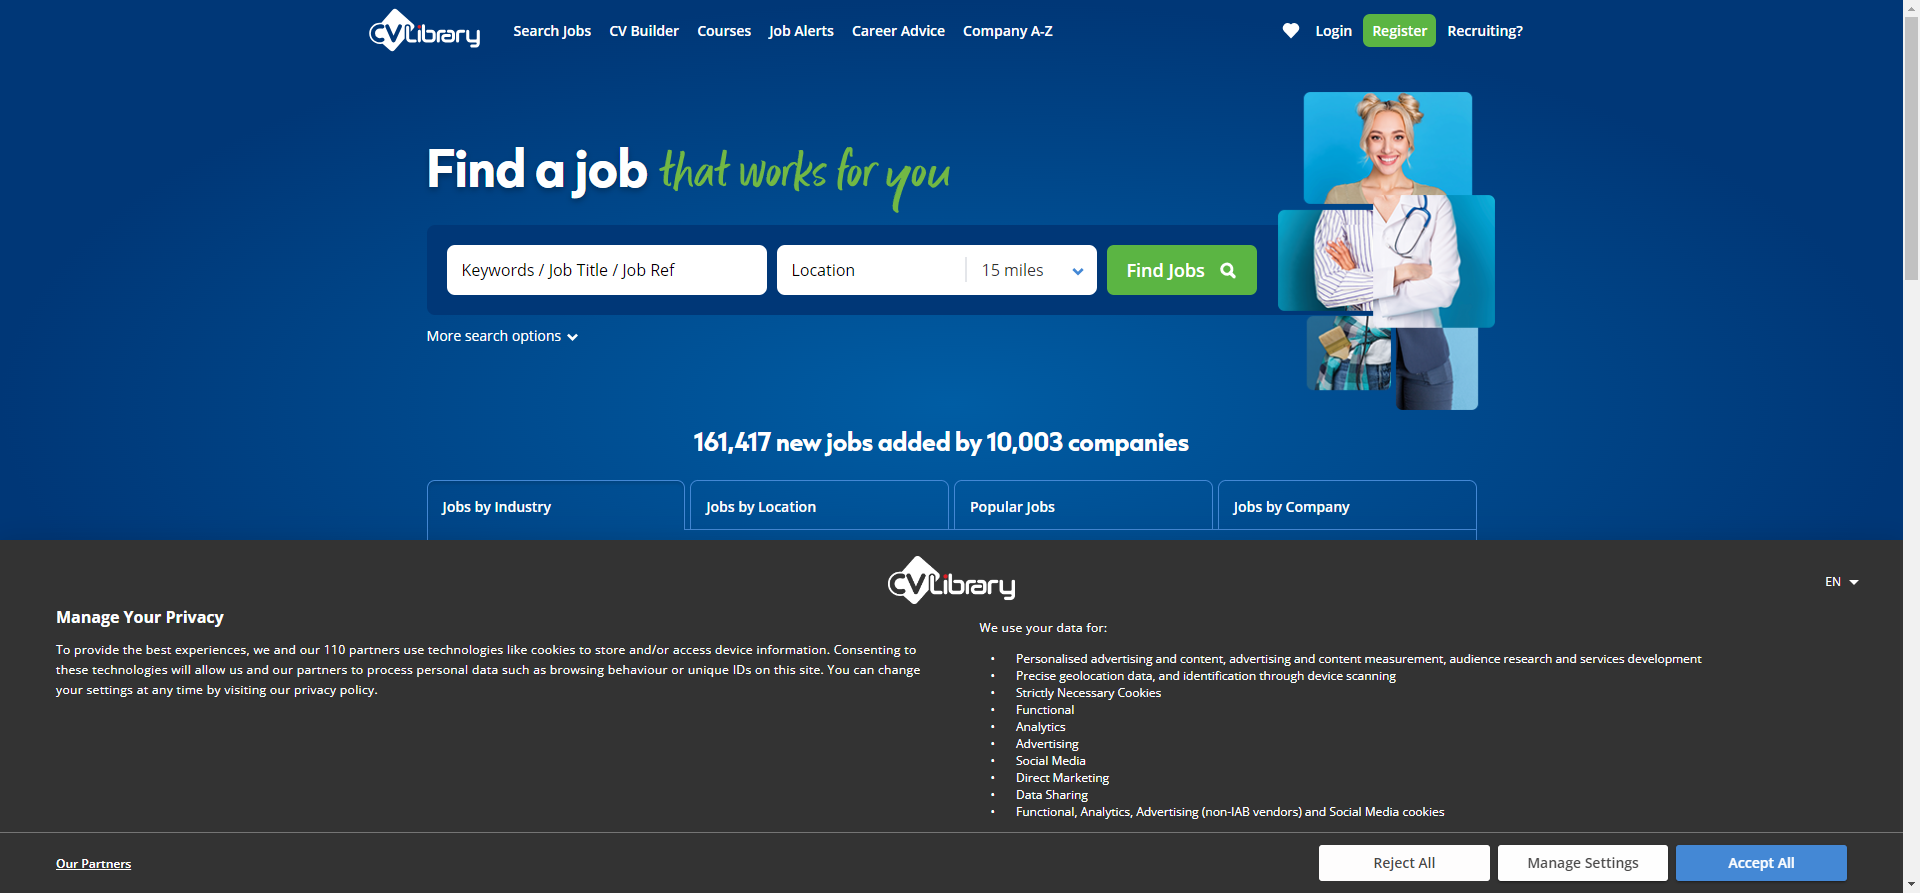 CVLibrary
Search Jobs
CV Builder
Courses
Job Alerts
Career Advice
Company A-Z
Login
Register
Recruiting?
Find a job that works for you
Keywords / Job Title / Job Ref
Location
15 miles
Find Jobs
More search options
161,417 new jobs added by 10,003 companies
Jobs by Industry
Jobs by Location
Popular Jobs
Jobs by Company
CVLibrary
EN
Manage Your Privacy
To provide the best experiences, we and our 110 partners use technologies like cookies to store and/or access device information. Consenting to
these technologies will allow us and our partners to process personal data such as browsing behaviour or unique IDs on this site. You can change
your settings at any time by visiting our privacy policy.
We use your data for:
• Personalised advertising and content, advertising and content measurement, audience research and services development
• Precise geolocation data, and identification through device scanning
• Strictly Necessary Cookies
• Functional
• Analytics
• Advertising
• Social Media
• Direct Marketing
• Data Sharing
• Functional, Analytics, Advertising (non-IAB vendors) and Social Media cookies
Our Partners
Reject All
Manage Settings
Accept All